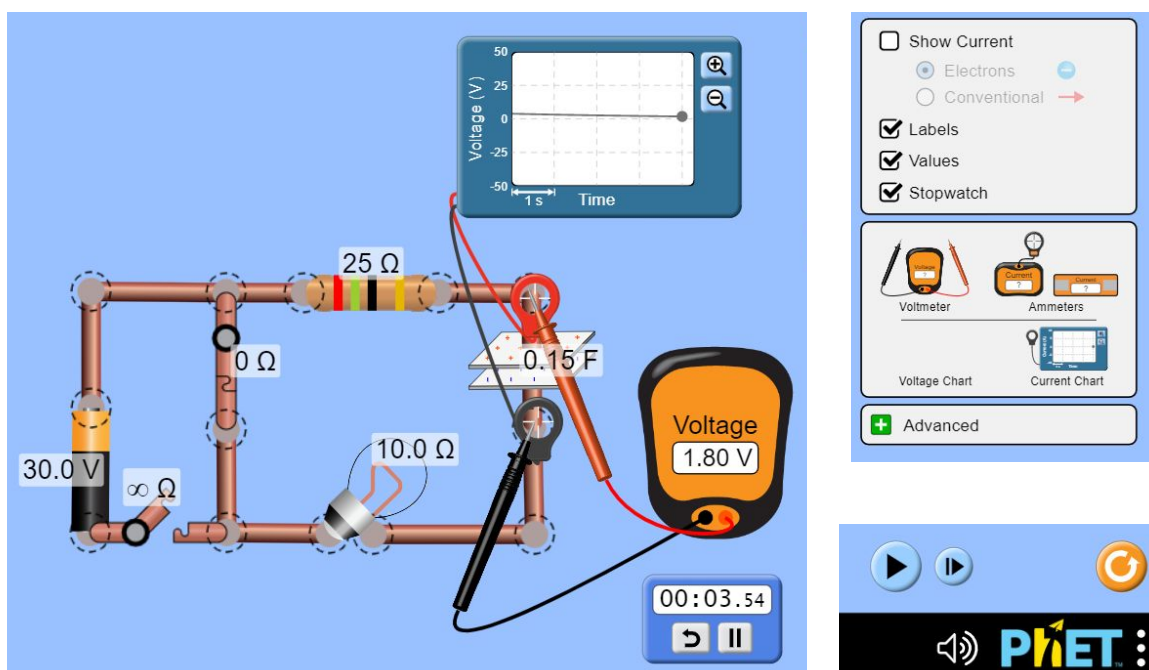 50
25
0
-25
-50
Voltage (V)
1 s
Time
25 Ω
0 Ω
0.15 F
30.0 V
∞ Ω
10.0 Ω
Voltage
1.80 V
00:03.54
Show Current
Electrons
Conventional
Labels
Values
Stopwatch
Voltage
?
Current
?
Current
?
Voltmeter
Ammeters
Voltage Chart
Current Chart
Advanced
PhET